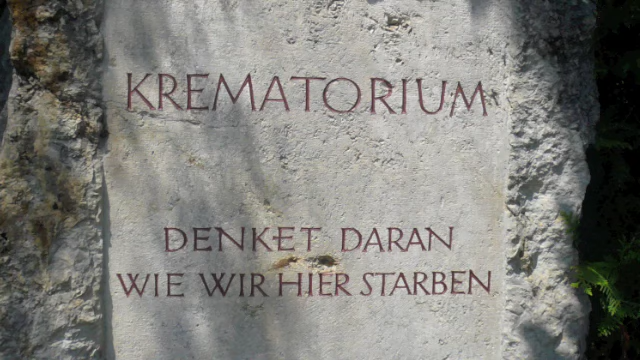 KREMATORIUM
DENKET DARAN
WIE WIR HIER STARBEN